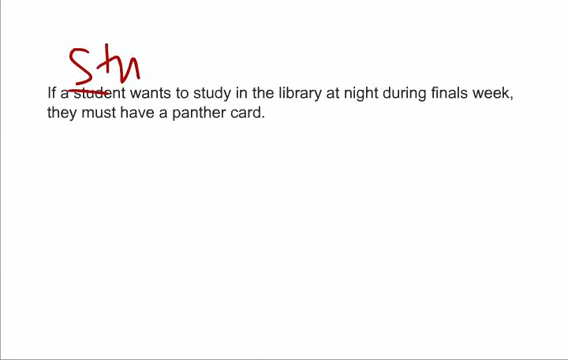 Stu
If a student wants to study in the library at night during finals week,
they must have a panther card.